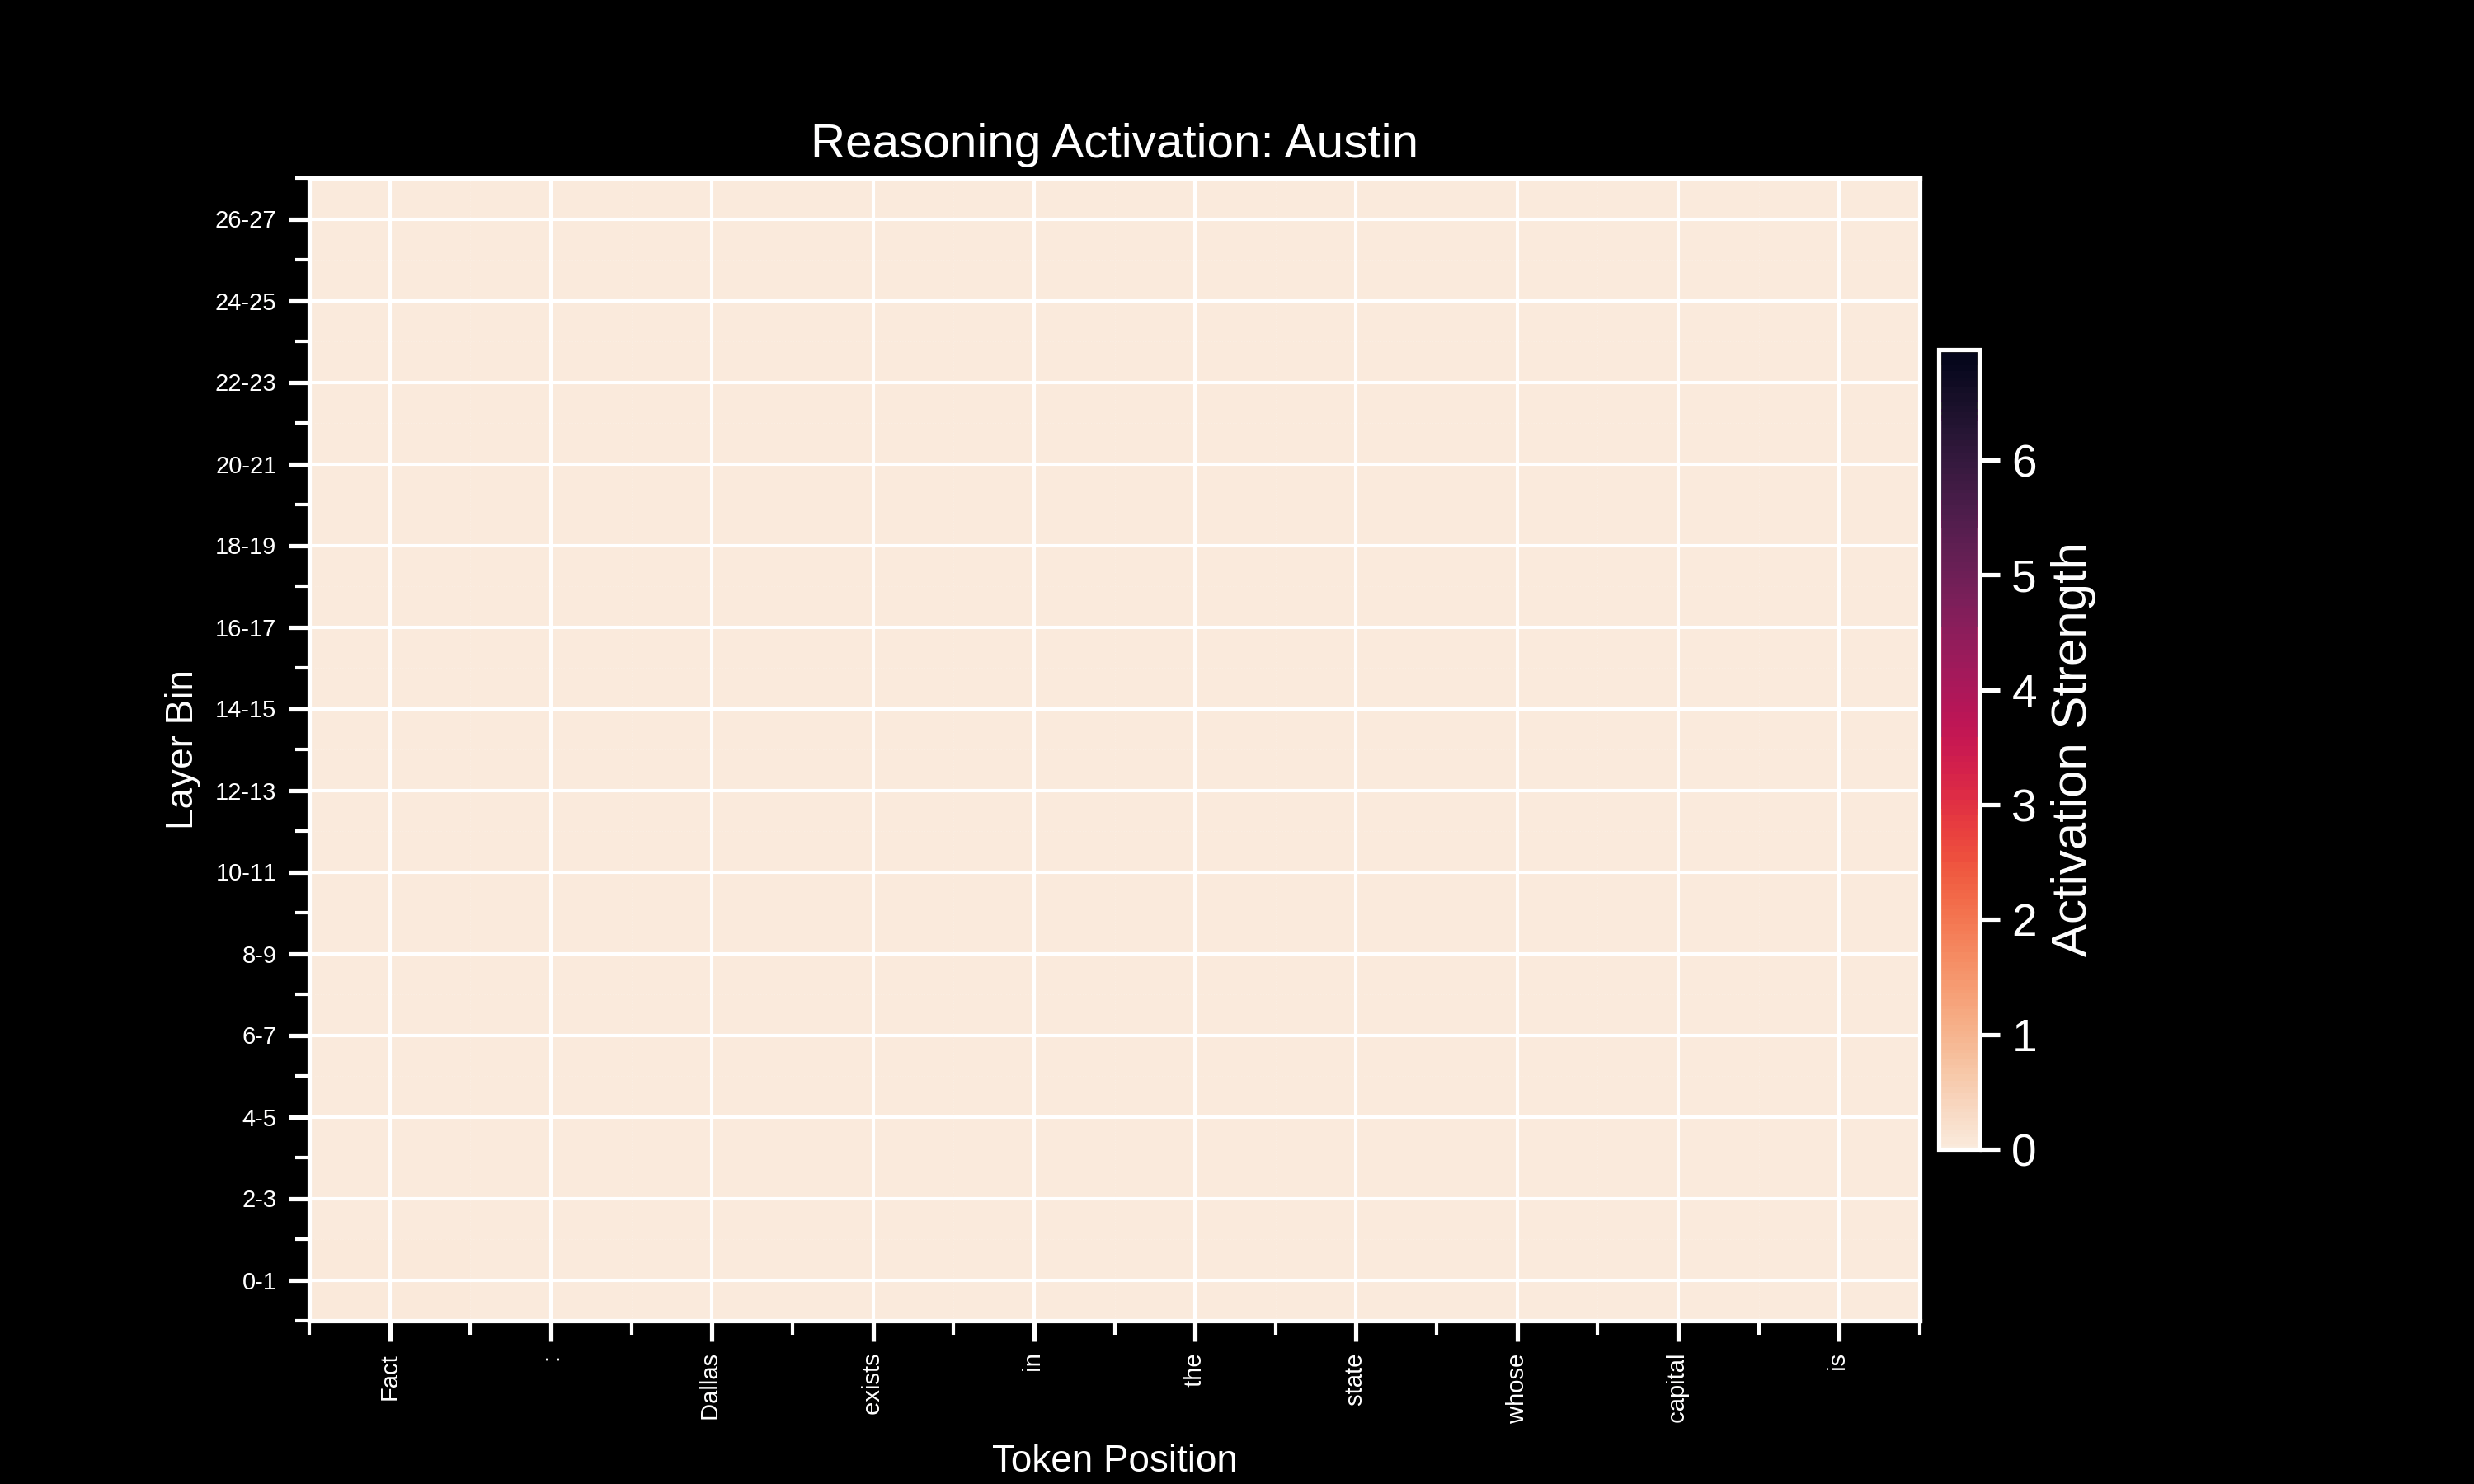 Reasoning Activation: Austin
26-27
24-25
22-23
20-21
18-19
16-17
14-15
12-13
10-11
8-9
6-7
4-5
2-3
0-1
Layer Bin
Fact
:
Dallas
exists
in
the
state
whose
capital
is
Token Position
6
5
4
3
2
1
0
Activation Strength